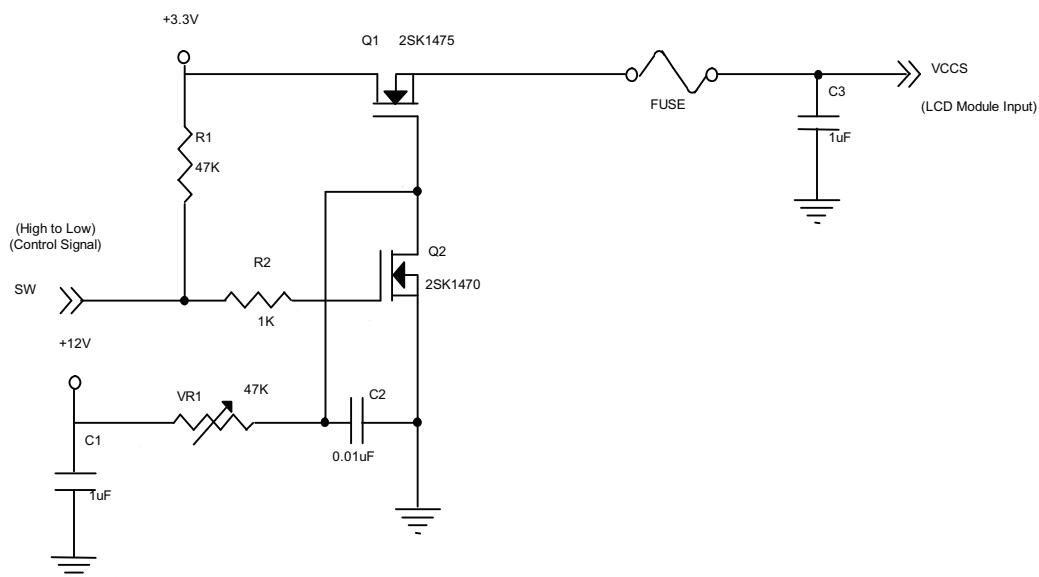 +3.3V
Q1 2SK1475
VCCS
(LCD Module Input)
FUSE
C3
1uF
R1
47K
(High to Low)
(Control Signal)
SW
R2
1K
Q2
2SK1470
+12V
VR1
47K
C2
0.01uF
C1
1uF